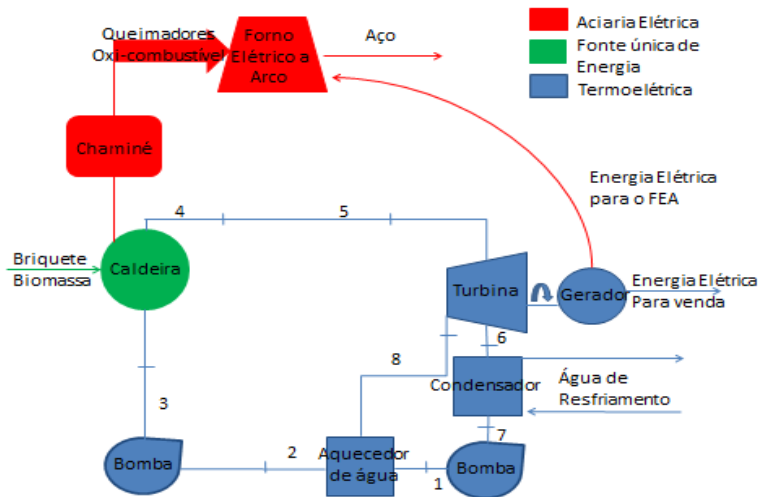 Queimadores
Oxi-combustível
Forno
Elétrico a
Arco
Aço
Aciaria Elétrica
Fonte única de
Energia
Termoelétrica
Chaminé
Energia Elétrica
para o FEA
4
5
Briquete
Biomassa
Caldeira
Turbina
Gerador
Energia Elétrica
Para venda
6
8
Condensador
Água de
Resfriamento
3
7
2
Bomba
Aquecedor
de água
1
Bomba